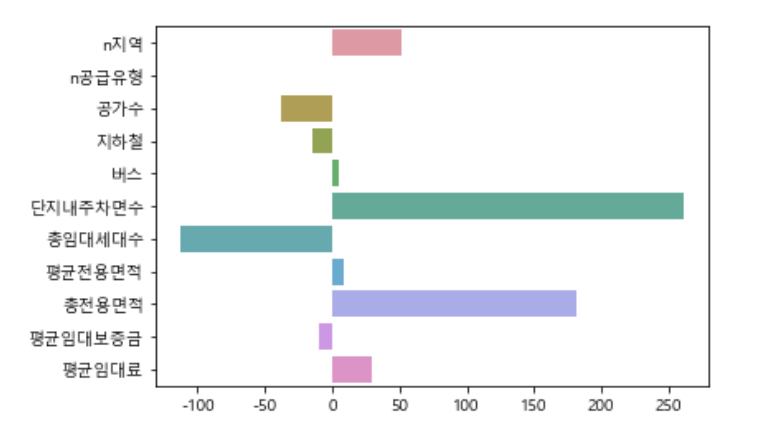 n지역
n공급유형
공가수
지하철
버스
단지내주차면수
총임대세대수
평균전용면적
총전용면적
평균임대보증금
평균임대료
-100 -50 0 50 100 150 200 250